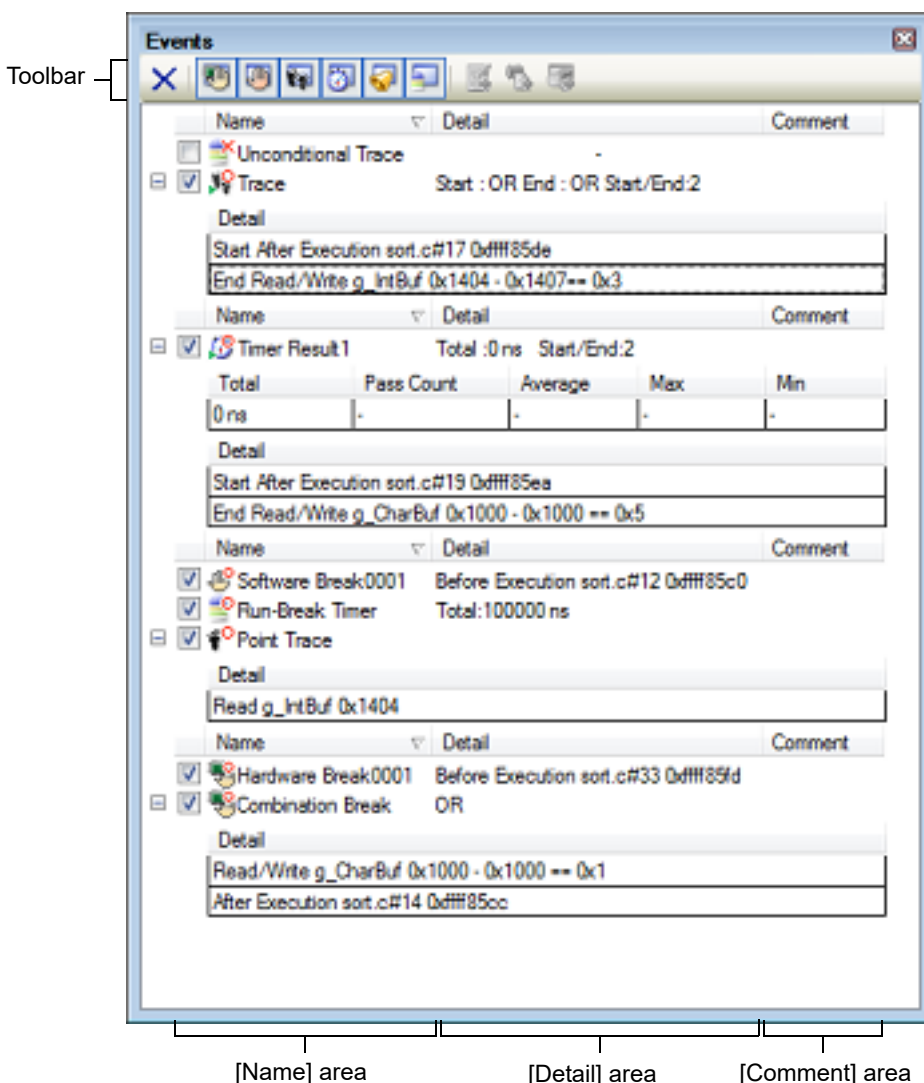 Events
Toolbar
Name Detail Comment
Unconditional Trace -
Trace Start : OR End : OR Start/End:2
Detail
Start After Execution sort.c#17 0xffff85de
End Read/Write g_IntBuf 0x1404 - 0x1407== 0x3
Name Detail Comment
Timer Result1 Total :0 ns Start/End:2
Total Pass Count Average Max Min
0 ns - - - -
Detail
Start After Execution sort.c#19 0xffff85ea
End Read/Write g_CharBuf 0x1000 - 0x1000 == 0x5
Name Detail Comment
Software Break0001 Before Execution sort.c#12 0xffff85c0
Run-Break Timer Total:100000 ns
Point Trace
Detail
Read g_IntBuf 0x1404
Name Detail Comment
Hardware Break0001 Before Execution sort.c#33 0xffff85fd
Combination Break OR
Detail
Read/Write g_CharBuf 0x1000 - 0x1000 == 0x1
After Execution sort.c#14 0xffff85cc
[Name] area [Detail] area [Comment] area